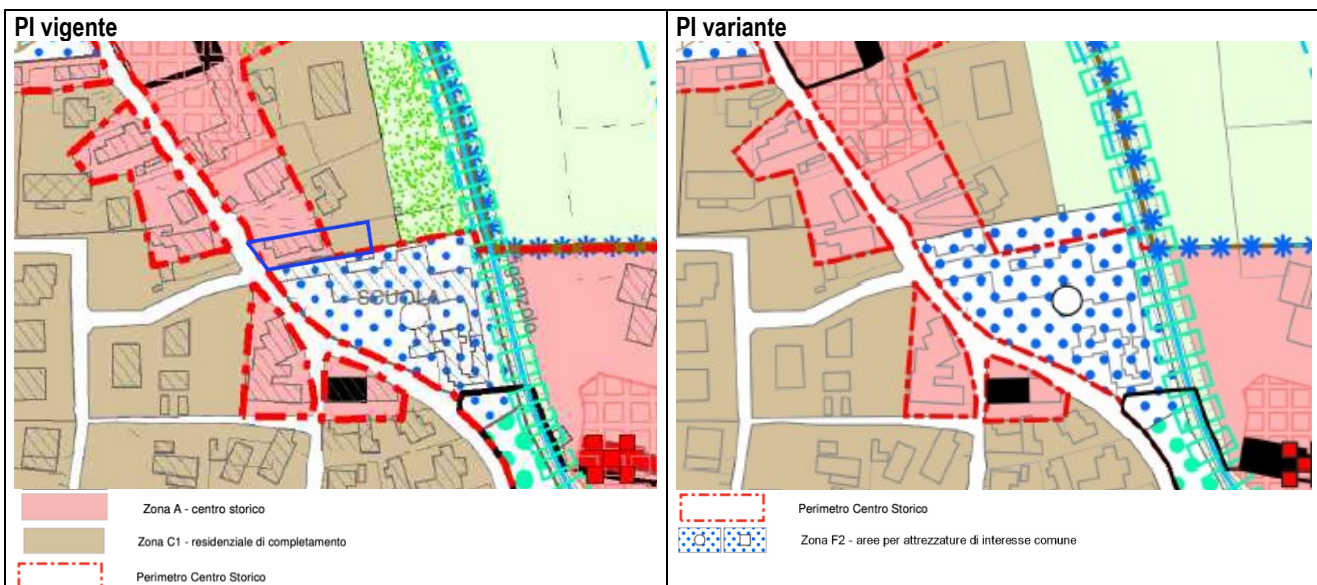 PI vigente
SCUOLA
Zona A - centro storico
Zona C1 - residenziale di completamento
Perimetro Centro Storico
PI variante
Perimetro Centro Storico
Zona F2 - aree per attrezzature di interesse comune